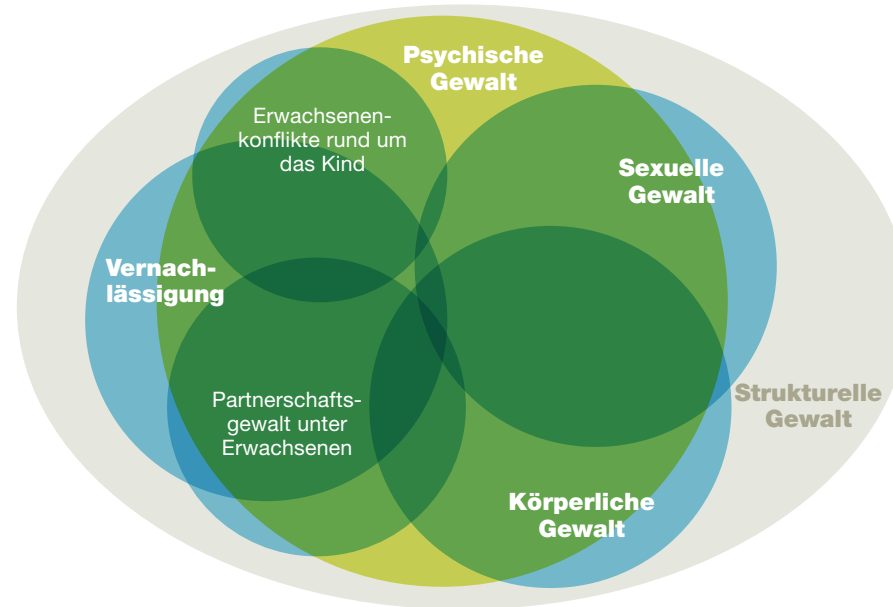 Psychische
Gewalt
Erwachsenen-
konflikte rund um
das Kind
Sexuelle
Gewalt
Vernach-
lässigung
Partnerschafts-
gewalt unter
Erwachsenen
Strukturelle
Gewalt
Körperliche
Gewalt